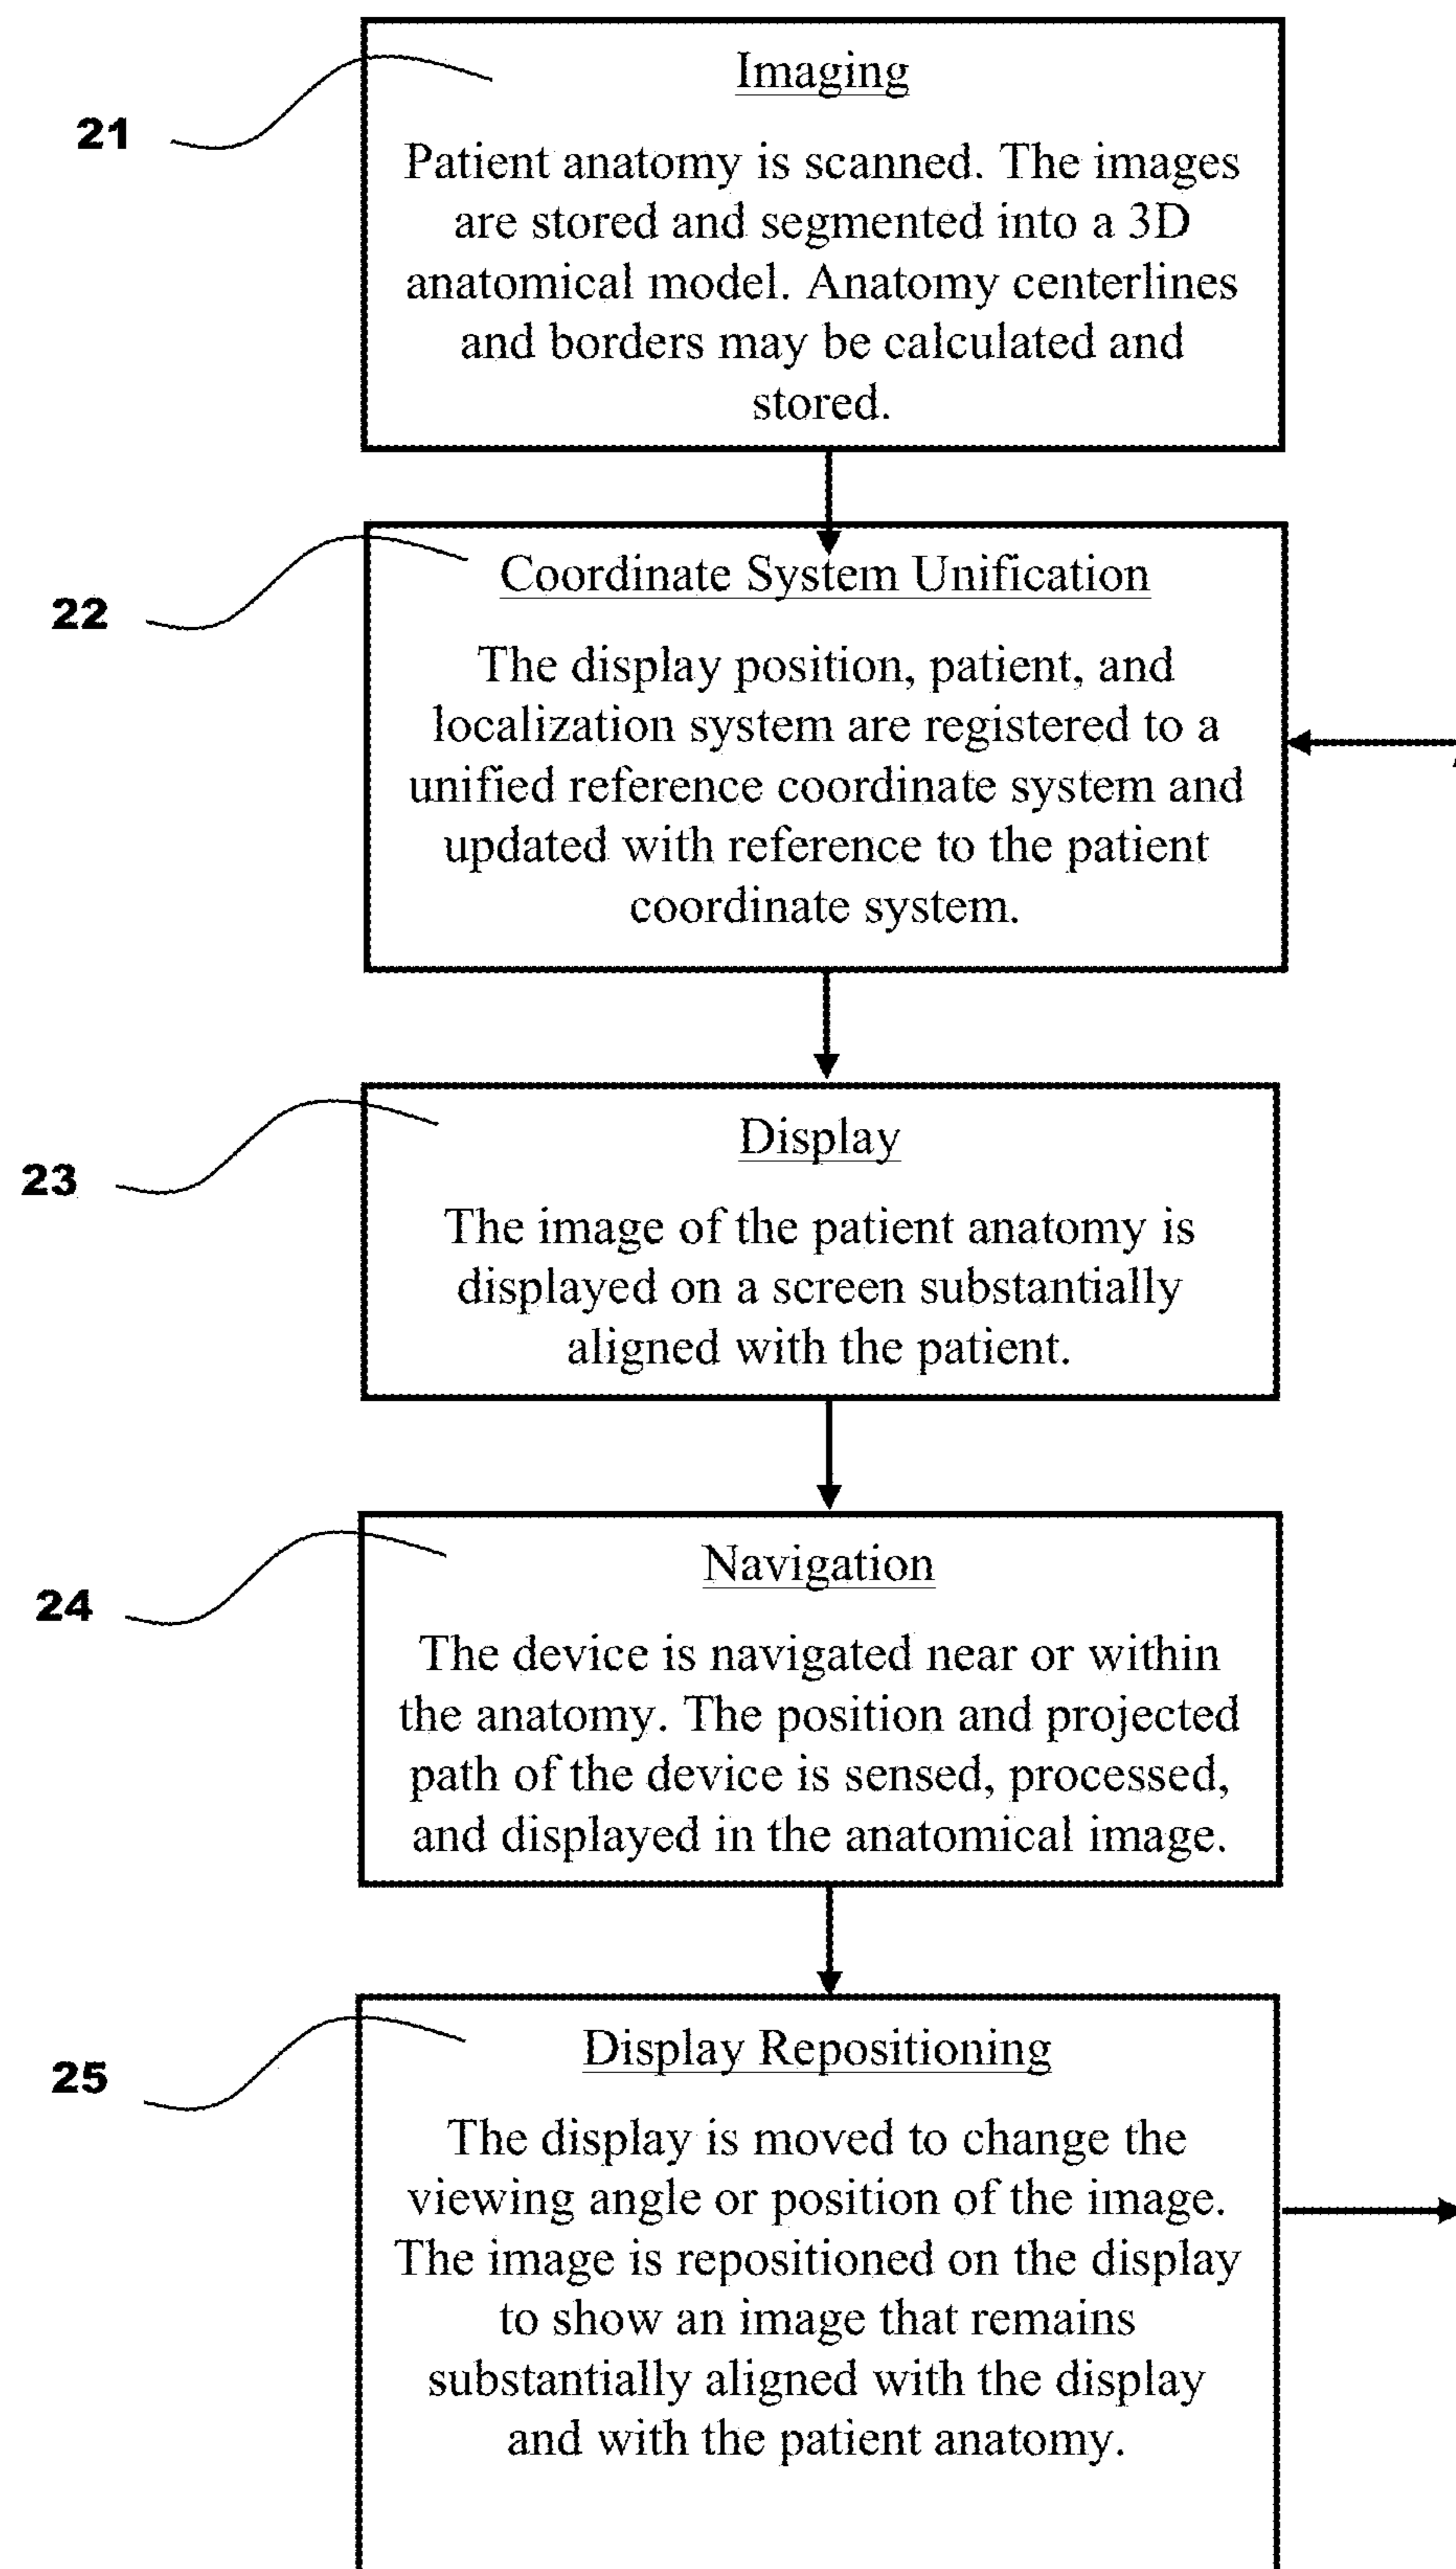 Imaging
21
Patient anatomy is scanned. The images
are stored and segmented into a 3D
anatomical model. Anatomy centerlines
and borders may be calculated and
stored.
Coordinate System Unification
22
The display position, patient, and
localization system are registered to a
unified reference coordinate system and
updated with reference to the patient
coordinate system.
Display
23
The image of the patient anatomy is
displayed on a screen substantially
aligned with the patient.
Navigation
24
The device is navigated near or within
the anatomy. The position and projected
path of the device is sensed, processed,
and displayed in the anatomical image.
Display Repositioning
25
The display is moved to change the
viewing angle or position of the image.
The image is repositioned on the display
to show an image that remains
substantially aligned with the display
and with the patient anatomy.